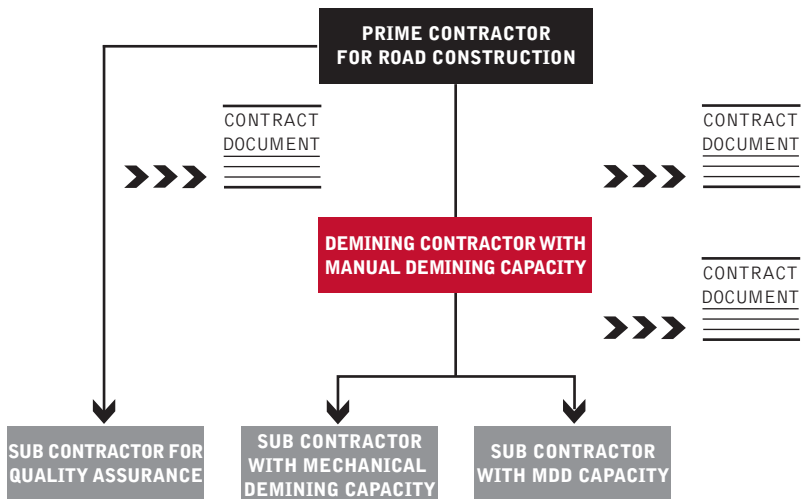 PRIME CONTRACTOR
FOR ROAD CONSTRUCTION
CONTRACT
DOCUMENT
CONTRACT
DOCUMENT
DEMINING CONTRACTOR WITH
MANUAL DEMINING CAPACITY
CONTRACT
DOCUMENT
SUB CONTRACTOR FOR
QUALITY ASSURANCE
SUB CONTRACTOR
WITH MECHANICAL
DEMINING CAPACITY
SUB CONTRACTOR
WITH MDD CAPACITY